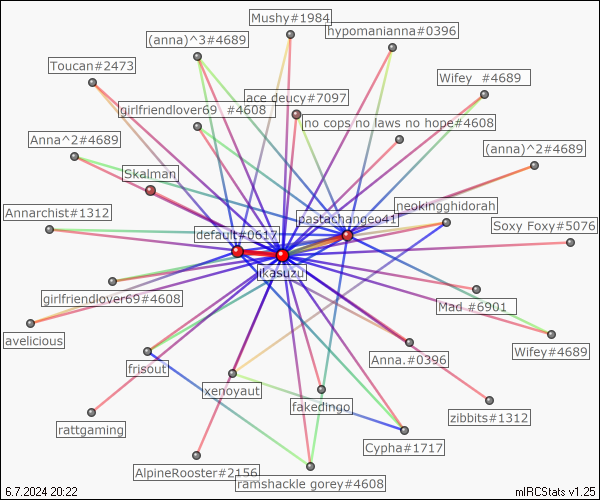 Mushy#1984
hypomanianna#0396
(anna)^3#4689
Toucan#2473
Wifey  #4689
ace deucy#7097
girlfriendlover69  #4608
no cops no laws no hope#4608
Anna^2#4689
(anna)^2#4689
Skalman
neokingghidorah
Annarchist#1312
pastachangeo41
Soxy Foxy#5076
default#0617
likasuzu
girlfriendlover69#4608
Mad #6901
avelicious
Wifey#4689
Anna.#0396
frisout
xenoyaut
fakedingo
zibbits#1312
rattgaming
Cypha#1717
AlpineRooster#2156
ramshackle gorey#4608
6.7.2024 20:22
mIRCStats v1.25